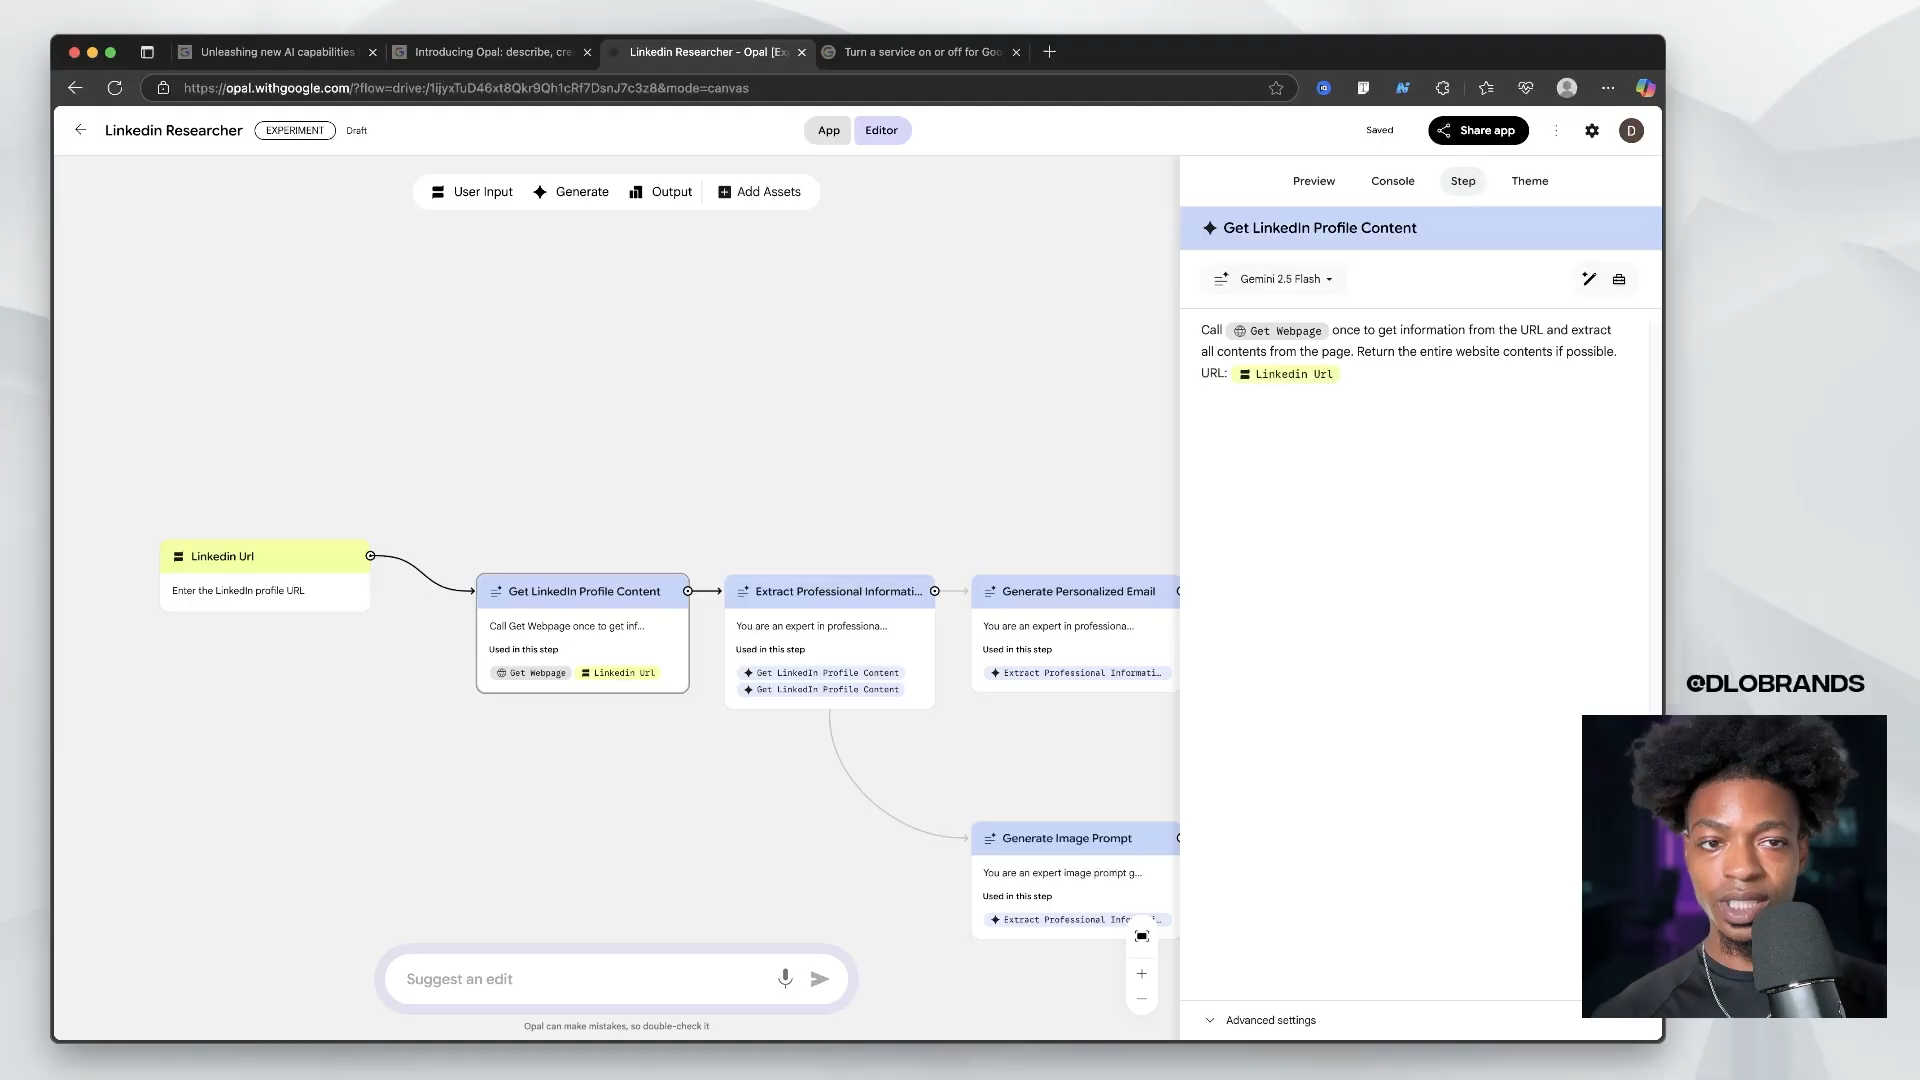 Unleashing new AI capabilities
Introducing Opal: describe, cre
Linkedin Researcher - Opal [Ex
Turn a service on or off for Goo
https://opal.withgoogle.com/?flow=drive:/1ijyxTuD46xt8Qkr9Qh1cRf7DsnJ7c3z8&mode=canvas
Linkedin Researcher
EXPERIMENT
Draft
App
Editor
Saved
Share app
D
User Input
Generate
Output
Add Assets
Preview
Console
Step
Theme
Get LinkedIn Profile Content
Gemini 2.5 Flash
Call Get Webpage once to get information from the URL and extract
all contents from the page. Return the entire website contents if possible.
URL: Linkedin Url
Linkedin Url
Enter the LinkedIn profile URL
Get LinkedIn Profile Content
Call Get Webpage once to get inf...
Used in this step
Get Webpage
Linkedin Url
Extract Professional Informati...
You are an expert in professiona...
Used in this step
Get LinkedIn Profile Content
Get LinkedIn Profile Content
Generate Personalized Email
You are an expert in professiona...
Used in this step
Extract Professional Informati...
Generate Image Prompt
You are an expert image prompt g...
Used in this step
Extract Professional Info
Suggest an edit
Opal can make mistakes, so double-check it
Advanced settings
@DLOBRANDS